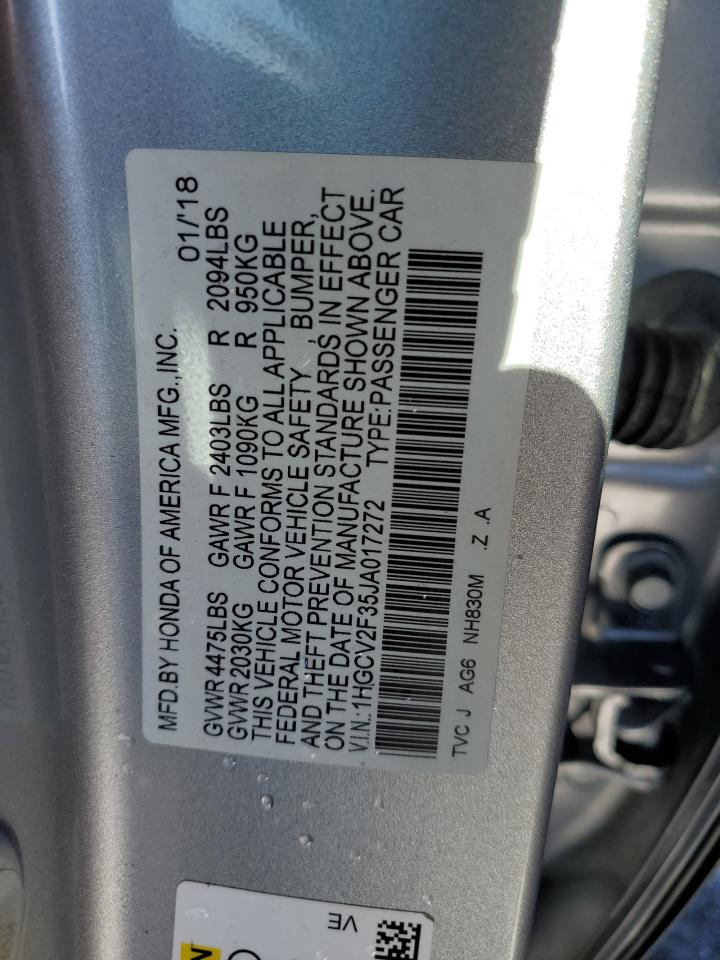 MFD.BY HONDA OF AMERICA MFG.,INC. 01/'18
GVWR 4475LBS GAWR F 2403LBS R 2094LBS
GVWR 2030KG GAWR F 1090KG R 950KG
THIS VEHICLE CONFORMS TO ALL APPLICABLE
FEDERAL MOTOR VEHICLE SAFETY , BUMPER,
AND THEFT PREVENTION STANDARDS IN EFFECT
ON THE DATE OF MANUFACTURE SHOWN ABOVE.
V.I.N.:1HGCV2F35JA017272 TYPE:PASSENGER CAR
TVC J AG6 NH830M .Z .A
VE